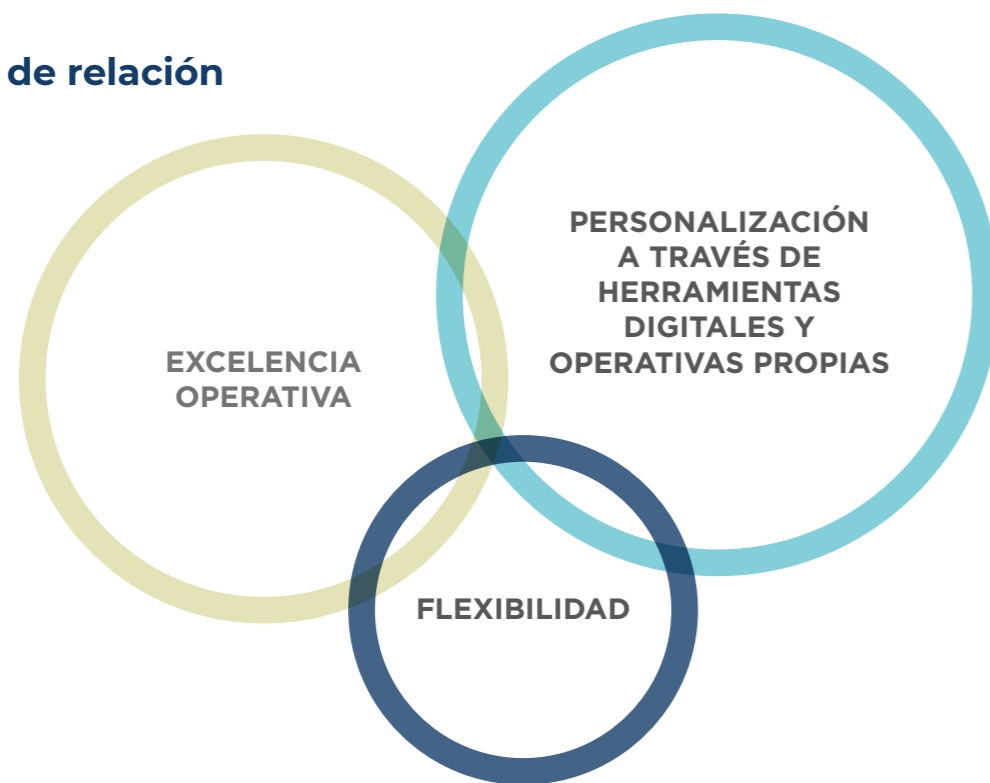 de relación
PERSONALIZACIÓN
A TRAVÉS DE
HERRAMIENTAS
DIGITALES Y
OPERATIVAS PROPIAS
EXCELENCIA
OPERATIVA
FLEXIBILIDAD